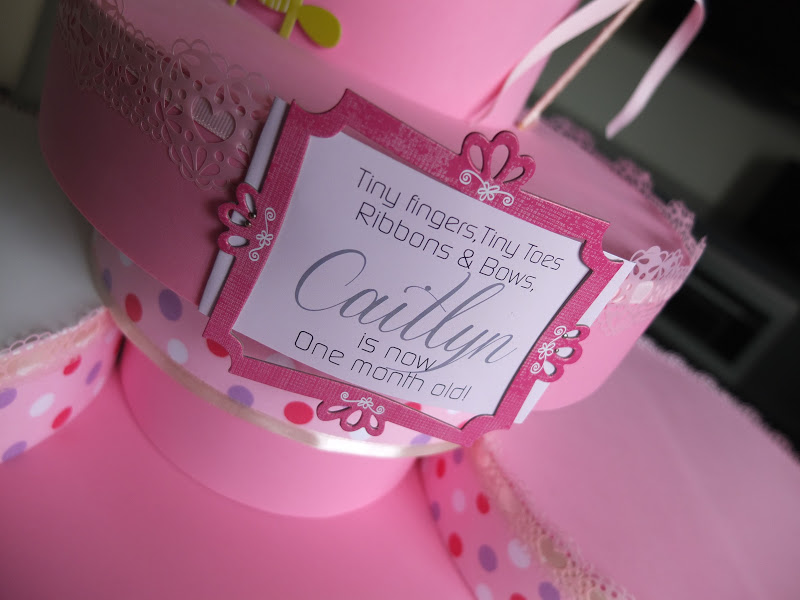 Tiny fingers,Tiny Toes
Ribbons & Bows,
Caitlyn
is now
One month old!